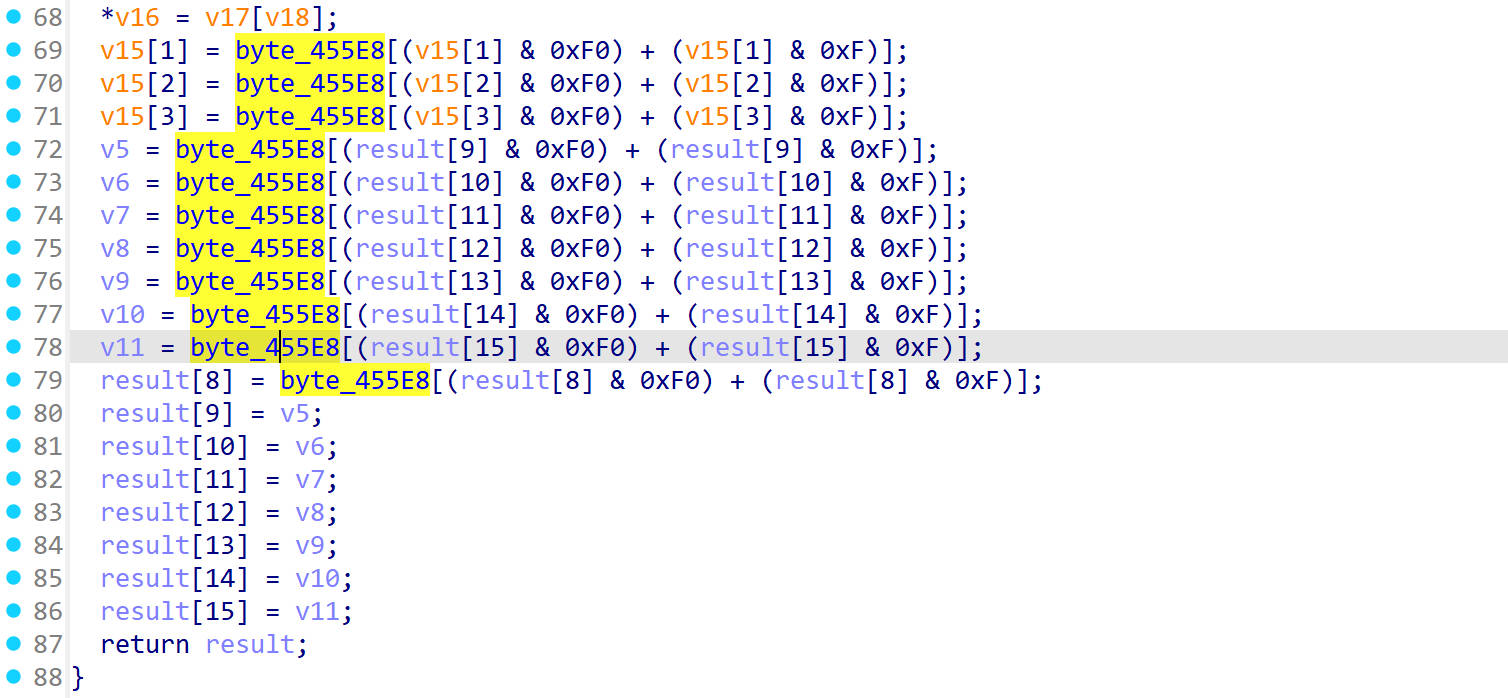 68 *v16 = v17[v18];
69 v15[1] = byte_455E8[(v15[1] & 0xF0) + (v15[1] & 0xF)];
70 v15[2] = byte_455E8[(v15[2] & 0xF0) + (v15[2] & 0xF)];
71 v15[3] = byte_455E8[(v15[3] & 0xF0) + (v15[3] & 0xF)];
72 v5 = byte_455E8[(result[9] & 0xF0) + (result[9] & 0xF)];
73 v6 = byte_455E8[(result[10] & 0xF0) + (result[10] & 0xF)];
74 v7 = byte_455E8[(result[11] & 0xF0) + (result[11] & 0xF)];
75 v8 = byte_455E8[(result[12] & 0xF0) + (result[12] & 0xF)];
76 v9 = byte_455E8[(result[13] & 0xF0) + (result[13] & 0xF)];
77 v10 = byte_455E8[(result[14] & 0xF0) + (result[14] & 0xF)];
78 v11 = byte_455E8[(result[15] & 0xF0) + (result[15] & 0xF)];
79 result[8] = byte_455E8[(result[8] & 0xF0) + (result[8] & 0xF)];
80 result[9] = v5;
81 result[10] = v6;
82 result[11] = v7;
83 result[12] = v8;
84 result[13] = v9;
85 result[14] = v10;
86 result[15] = v11;
87 return result;
88 }